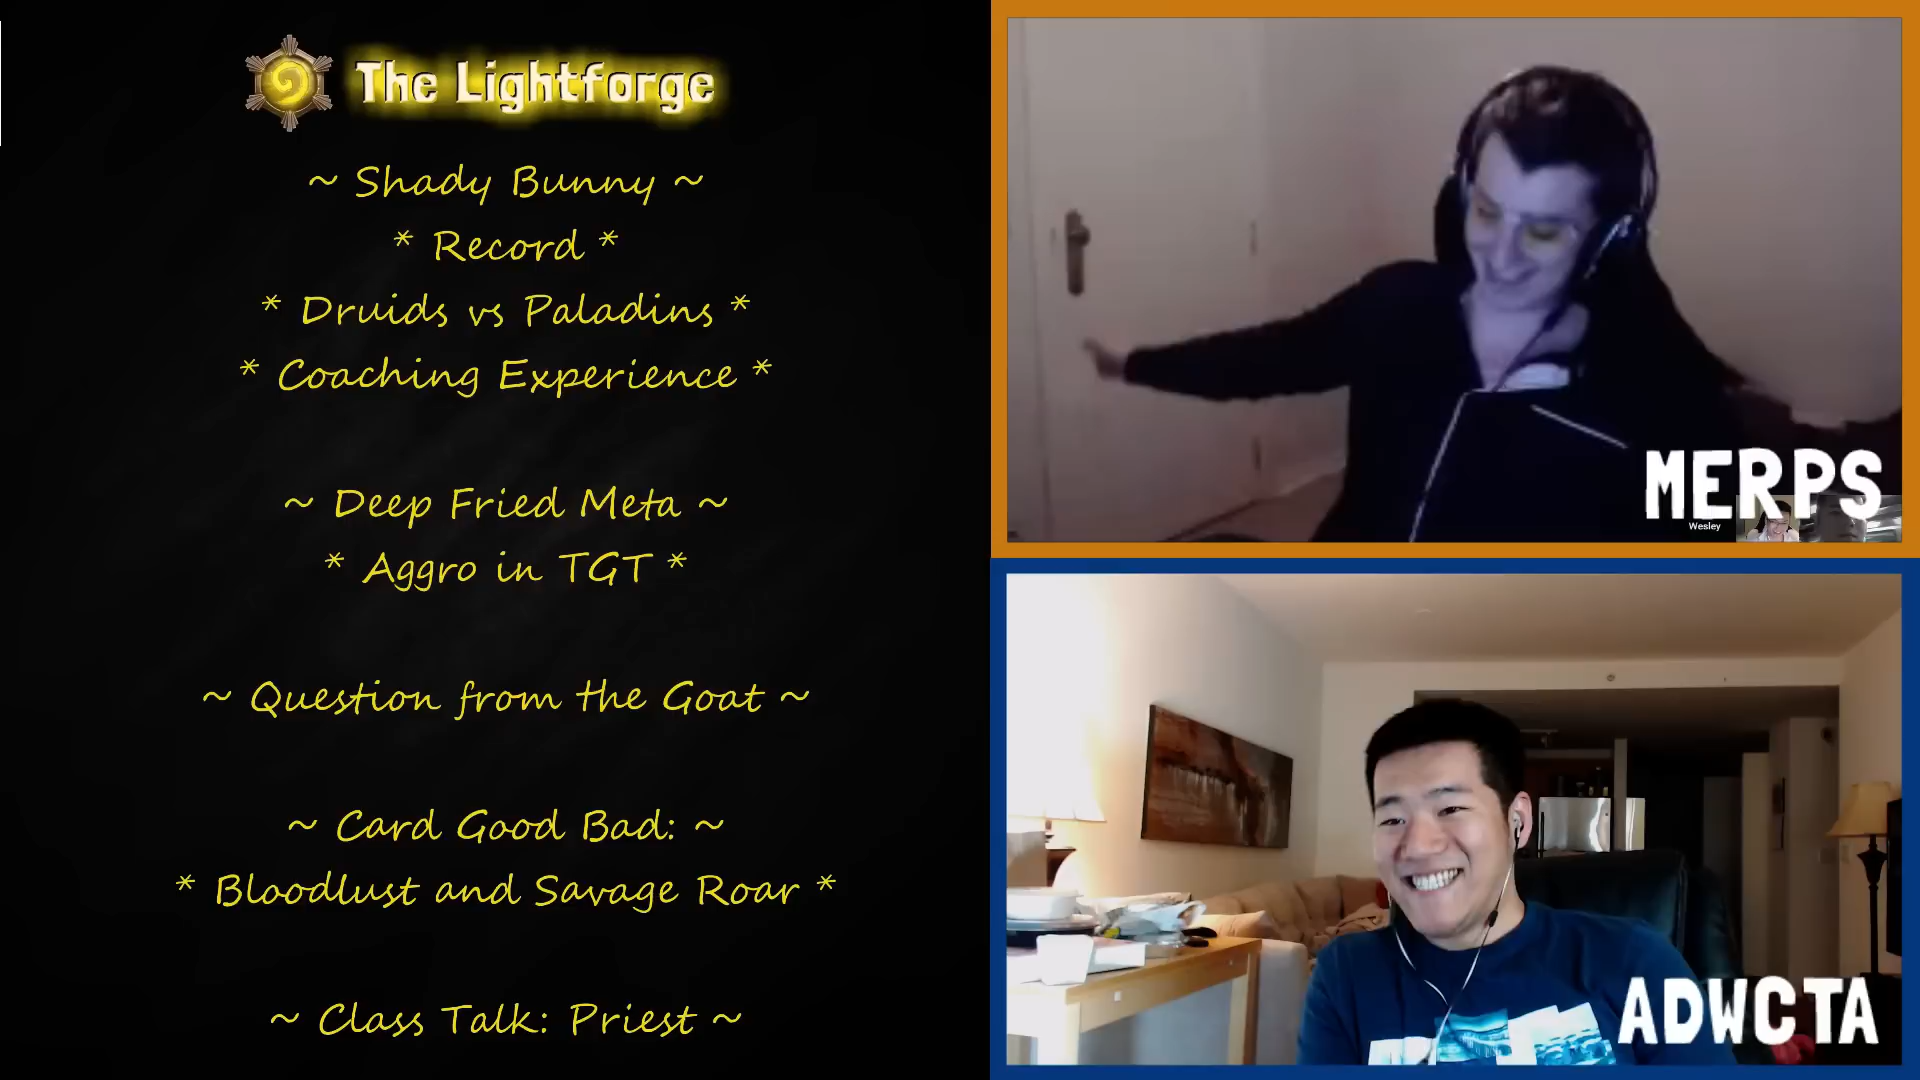 The Lightforge
~ Shady Bunny ~
* Record *
* Druids vs Paladins *
* Coaching Experience *
~ Deep Fried Meta ~
* Aggro in TGT *
~ Question from the Goat ~
~ Card Good Bad: ~
* Bloodlust and Savage Roar *
~ Class Talk: Priest ~
MERPS
Wesley
ADWCTA